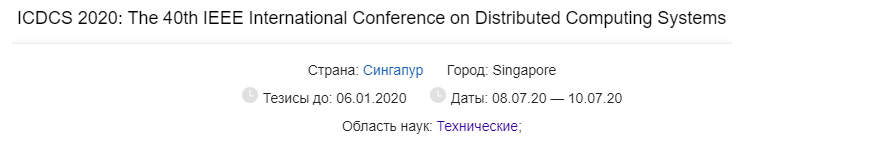 ICDCS 2020: The 40th IEEE International Conference on Distributed Computing Systems
Страна: Сингапур Город: Singapore
Тезисы до: 06.01.2020 Даты: 08.07.20 — 10.07.20
Область наук: Технические;